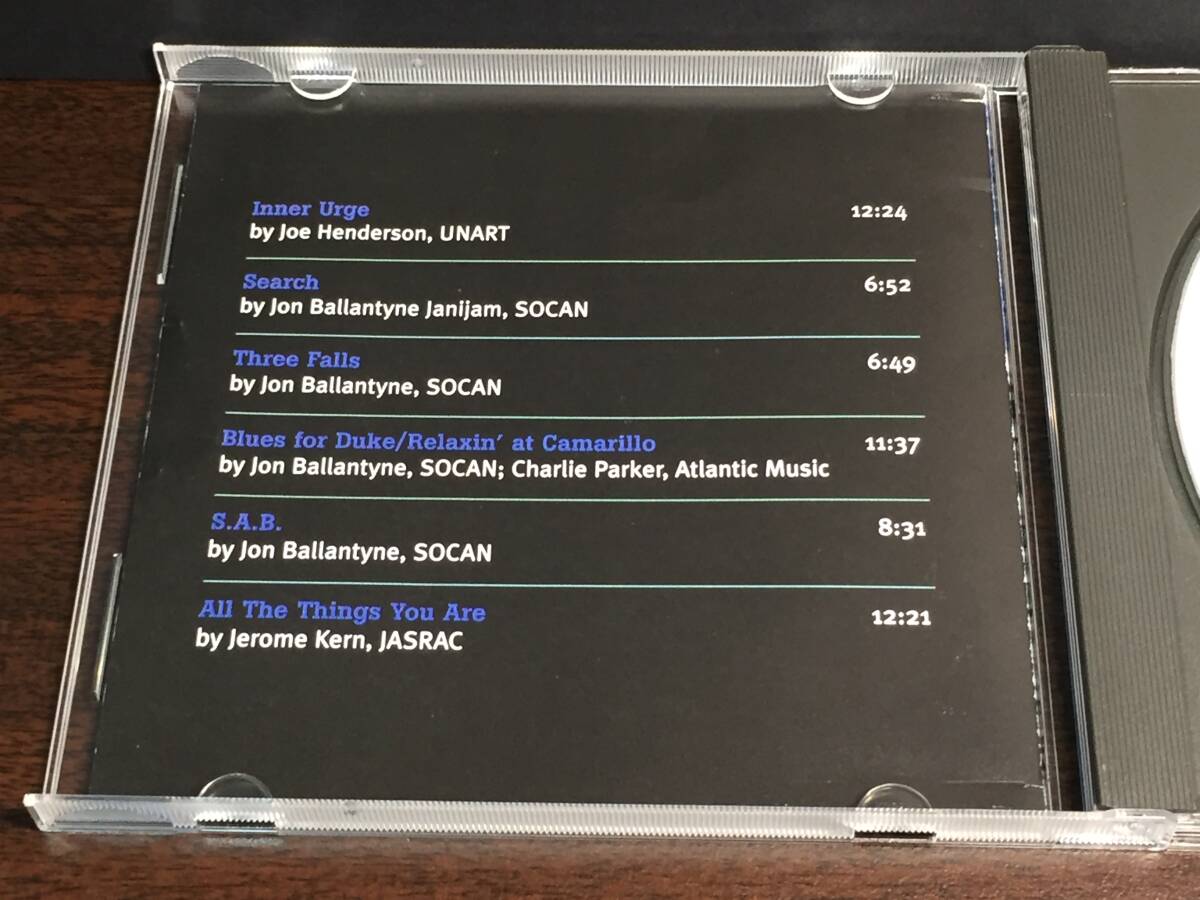 Inner Urge 12:24
by Joe Henderson, UNART
Search 6:52
by Jon Ballantyne Janijam, SOCAN
Three Falls 6:49
by Jon Ballantyne, SOCAN
Blues for Duke/Relaxin' at Camarillo 11:37
by Jon Ballantyne, SOCAN; Charlie Parker, Atlantic Music
S.A.B. 8:31
by Jon Ballantyne, SOCAN
All The Things You Are 12:21
by Jerome Kern, JASRAC